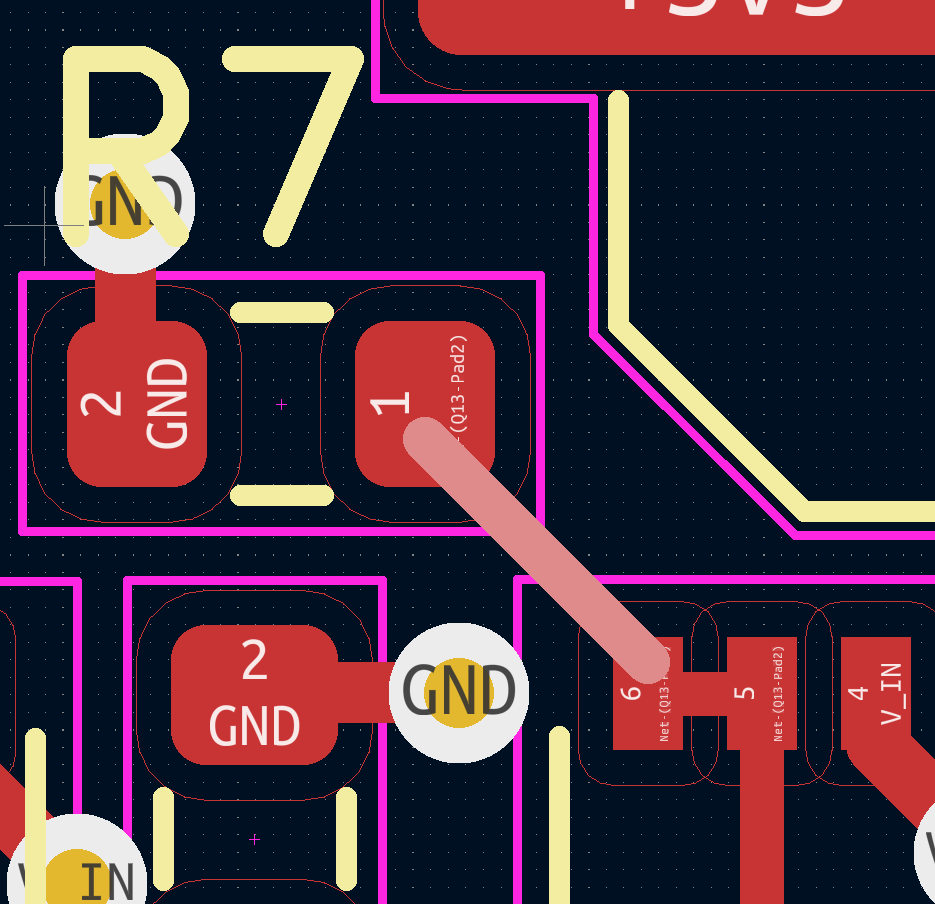 +3V3
R7
GND
2
GND
1
-(Q13-Pad2)
2
GND
GND
6
Net-(Q13-Pad2)
5
Net-(Q13-Pad2)
4
V_IN
IN